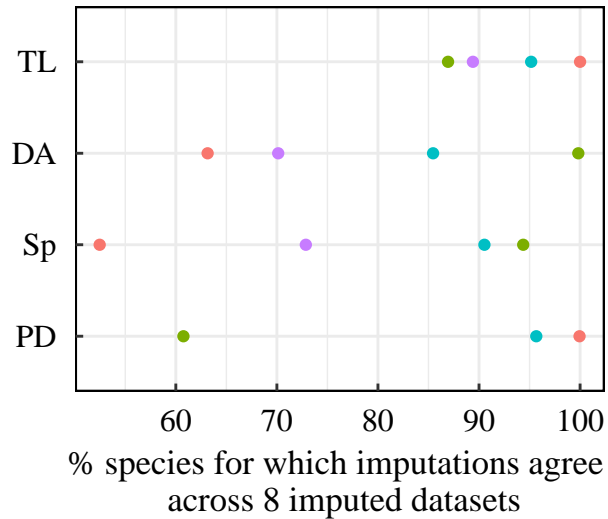 TL
DA
Sp
PD
60 70 80 90 100
% species for which imputations agree
across 8 imputed datasets